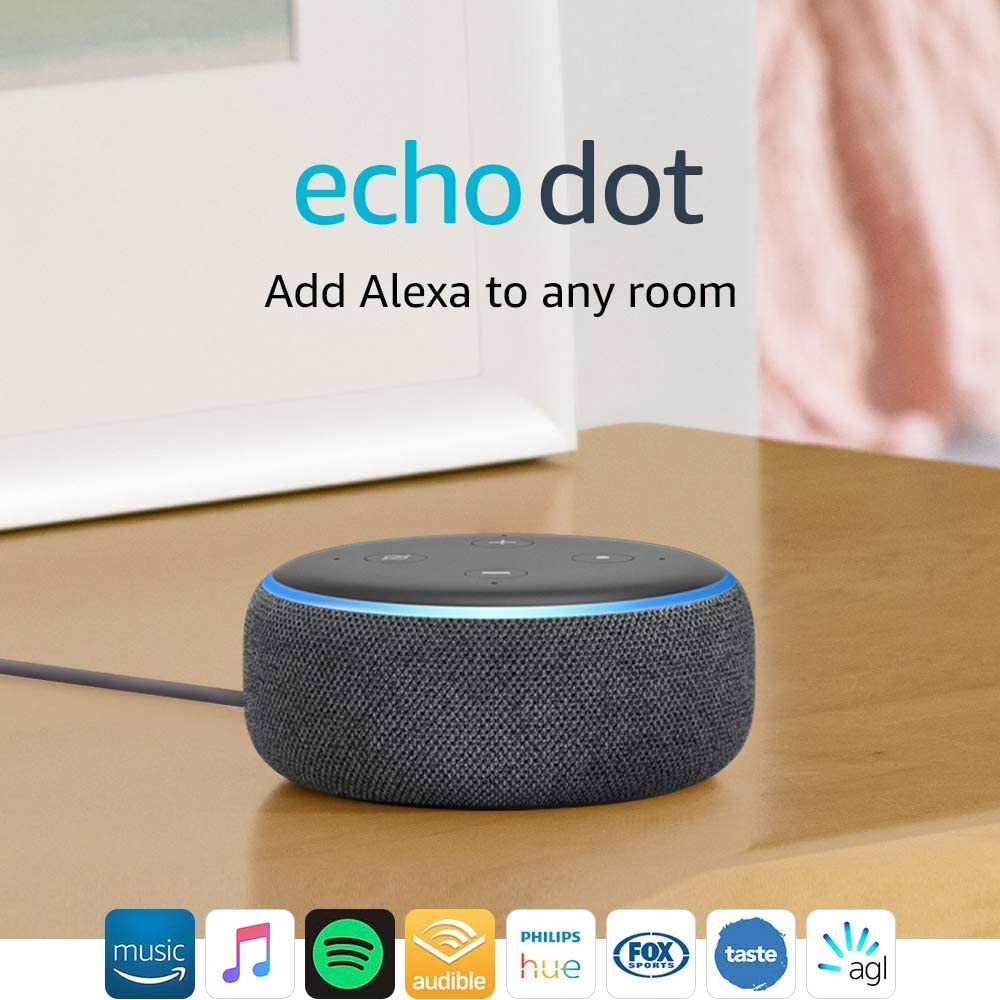 echo dot
Add Alexa to any room
music
audible
PHILIPS
hue
FOX
SPORTS
taste
agl